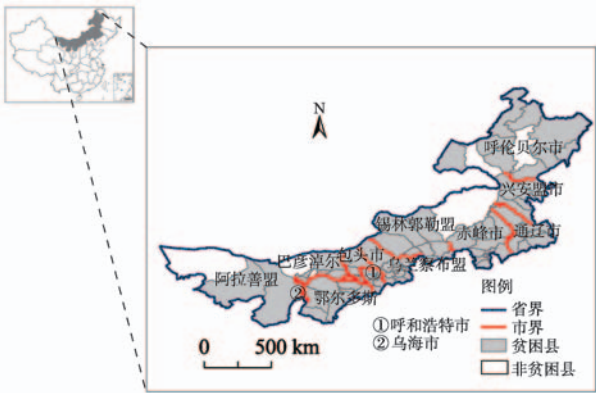 N
呼伦贝尔市
兴安盟市
锡林郭勒盟
赤峰市
通辽市
包头市
巴彦淖尔
乌兰察布盟
①
阿拉善盟
②
鄂尔多斯
图例
省界
市界
贫困县
非贫困县
①呼和浩特市
②乌海市
0 500 km